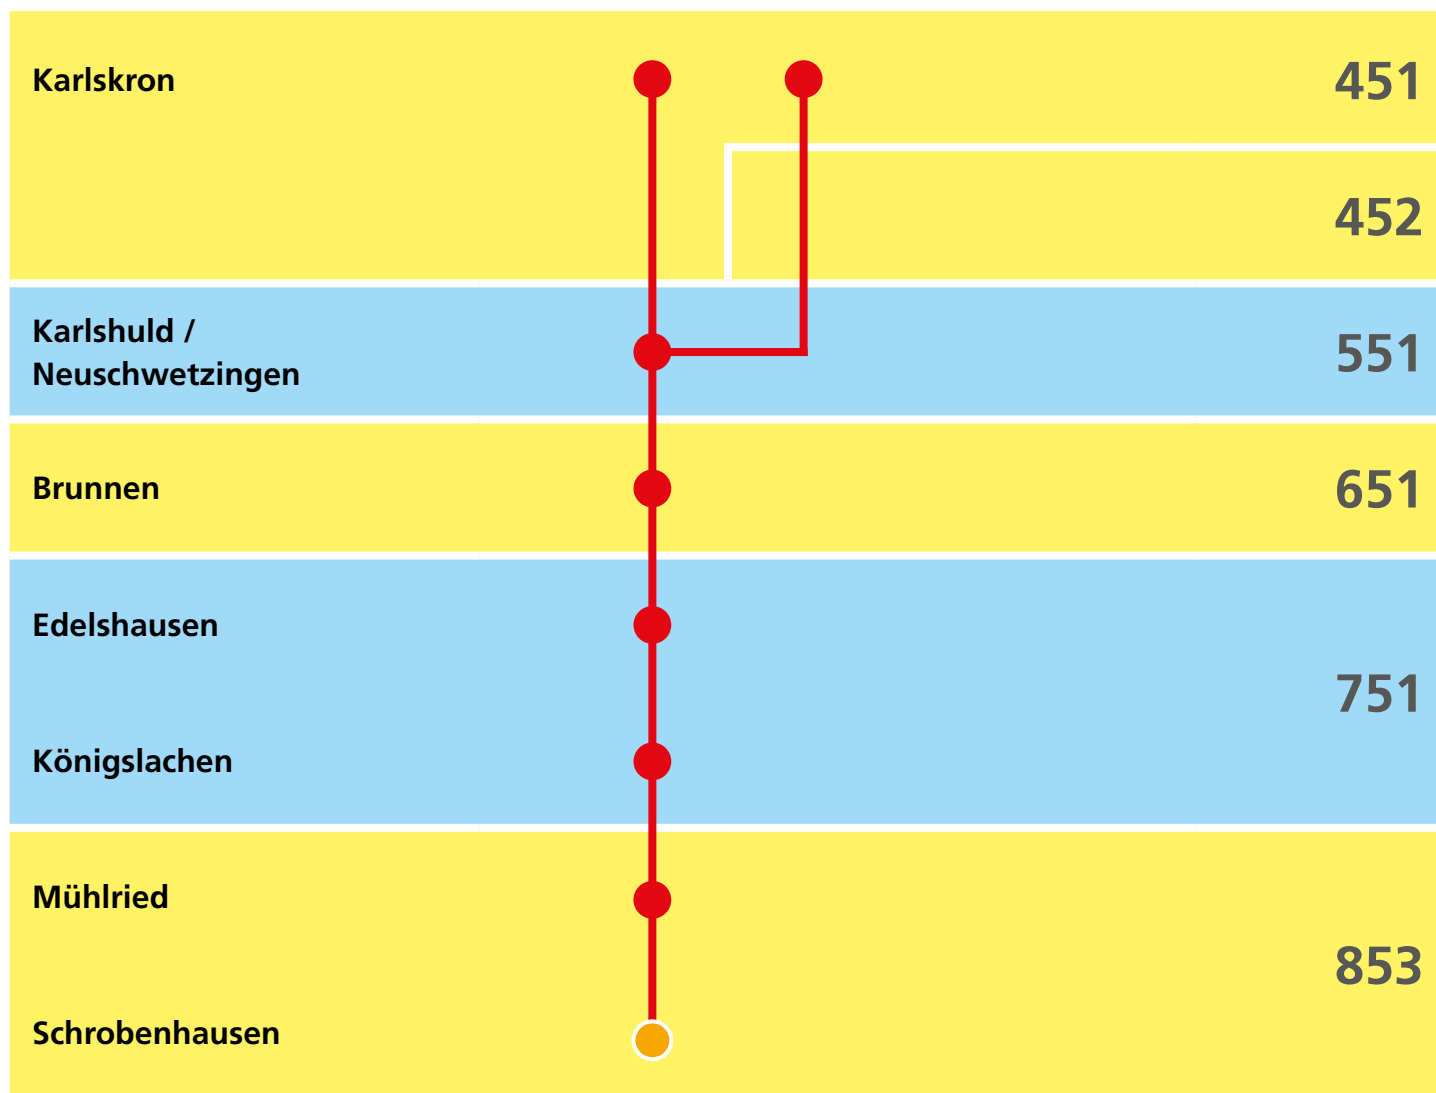 Karlskron
451
452
Karlshuld /
Neuschwetzingen
551
Brunnen
651
Edelshausen
751
Königslachen
Mühlried
853
Schrobenhausen